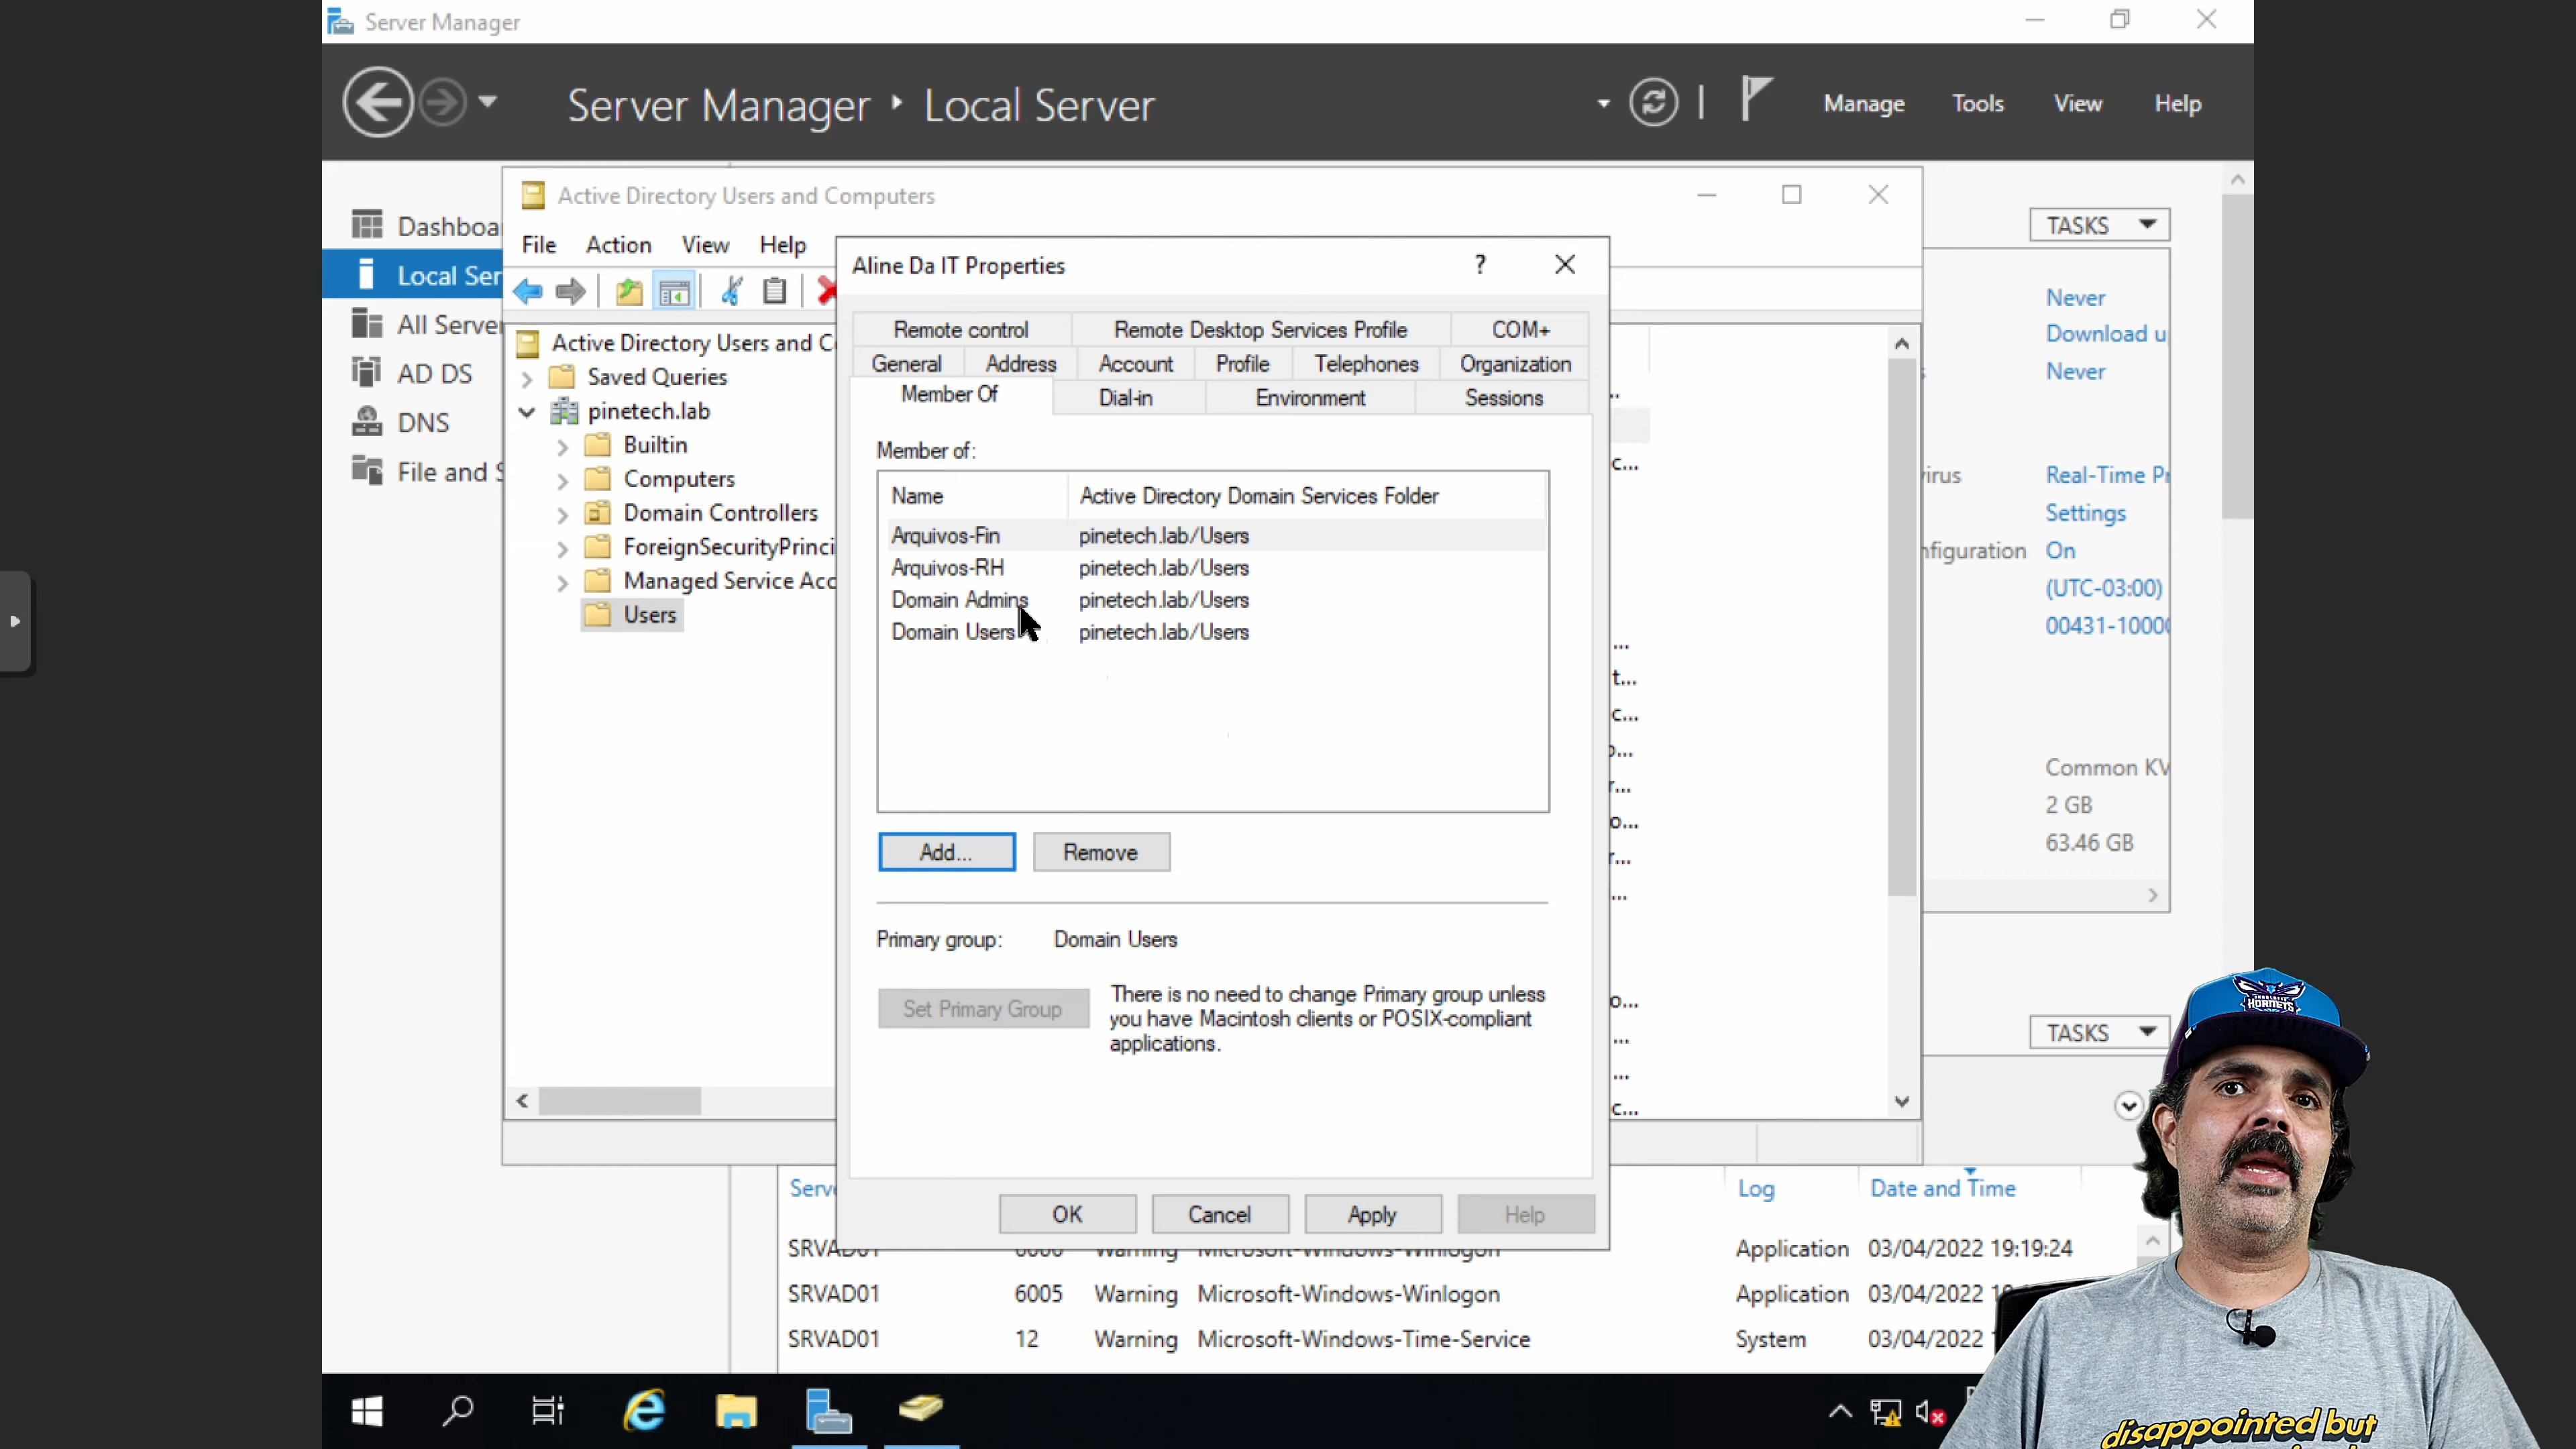 Server Manager
Server Manager ‣ Local Server
Manage Tools View Help
Dashboa
Local Ser
All Serve
AD DS
DNS
File and S
Active Directory Users and Computers
File Action View Help
Active Directory Users and C
Saved Queries
pinetech.lab
Builtin
Computers
Domain Controllers
ForeignSecurityPrinci
Managed Service Acc
Users
Aline Da IT Properties
Remote control Remote Desktop Services Profile COM+
General Address Account Profile Telephones Organization
Member Of Dial-in Environment Sessions
Member of:
Name Active Directory Domain Services Folder
Arquivos-Fin pinetech.lab/Users
Arquivos-RH pinetech.lab/Users
Domain Admins pinetech.lab/Users
Domain Users pinetech.lab/Users
Add... Remove
Primary group: Domain Users
Set Primary Group
There is no need to change Primary group unless
you have Macintosh clients or POSIX-compliant
applications.
OK Cancel Apply Help
c...
...
t...
c...
r...
o...
r...
...
o...
...
...
c...
TASKS
Never
Download u
Never
irus Real-Time Pr
Settings
nfiguration On
(UTC-03:00)
00431-1000
Common KV
2 GB
63.46 GB
TASKS
Serv Log Date and Time
SRVAD01 6000 Warning Microsoft-Windows-Winlogon Application 03/04/2022 19:19:24
SRVAD01 6005 Warning Microsoft-Windows-Winlogon Application 03/04/2022
SRVAD01 12 Warning Microsoft-Windows-Time-Service System 03/04/2022
HORNETS
disappointed but